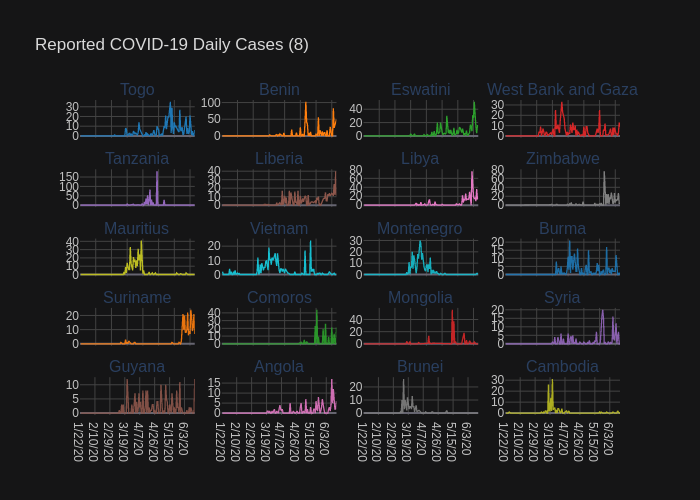 Reported COVID-19 Daily Cases (8)
Togo Benin Eswatini West Bank and Gaza
30 20 10 0
100 50 0
40 20 0
30 20 10 0
Tanzania Liberia Libya Zimbabwe
150 100 50 0
40 30 20 10 0
80 60 40 20 0
80 60 40 20 0
Mauritius Vietnam Montenegro Burma
40 30 20 10 0
20 10 0
30 20 10 0
20 15 10 5 0
Suriname Comoros Mongolia Syria
20 10 0
40 30 20 10 0
40 20 0
20 15 10 5 0
Guyana Angola Brunei Cambodia
10 5 0
15 10 5 0
20 10 0
30 20 10 0
1/22/20 2/10/20 2/29/20 3/19/20 4/7/20 4/26/20 5/15/20 6/3/20
1/22/20 2/10/20 2/29/20 3/19/20 4/7/20 4/26/20 5/15/20 6/3/20
1/22/20 2/10/20 2/29/20 3/19/20 4/7/20 4/26/20 5/15/20 6/3/20
1/22/20 2/10/20 2/29/20 3/19/20 4/7/20 4/26/20 5/15/20 6/3/20